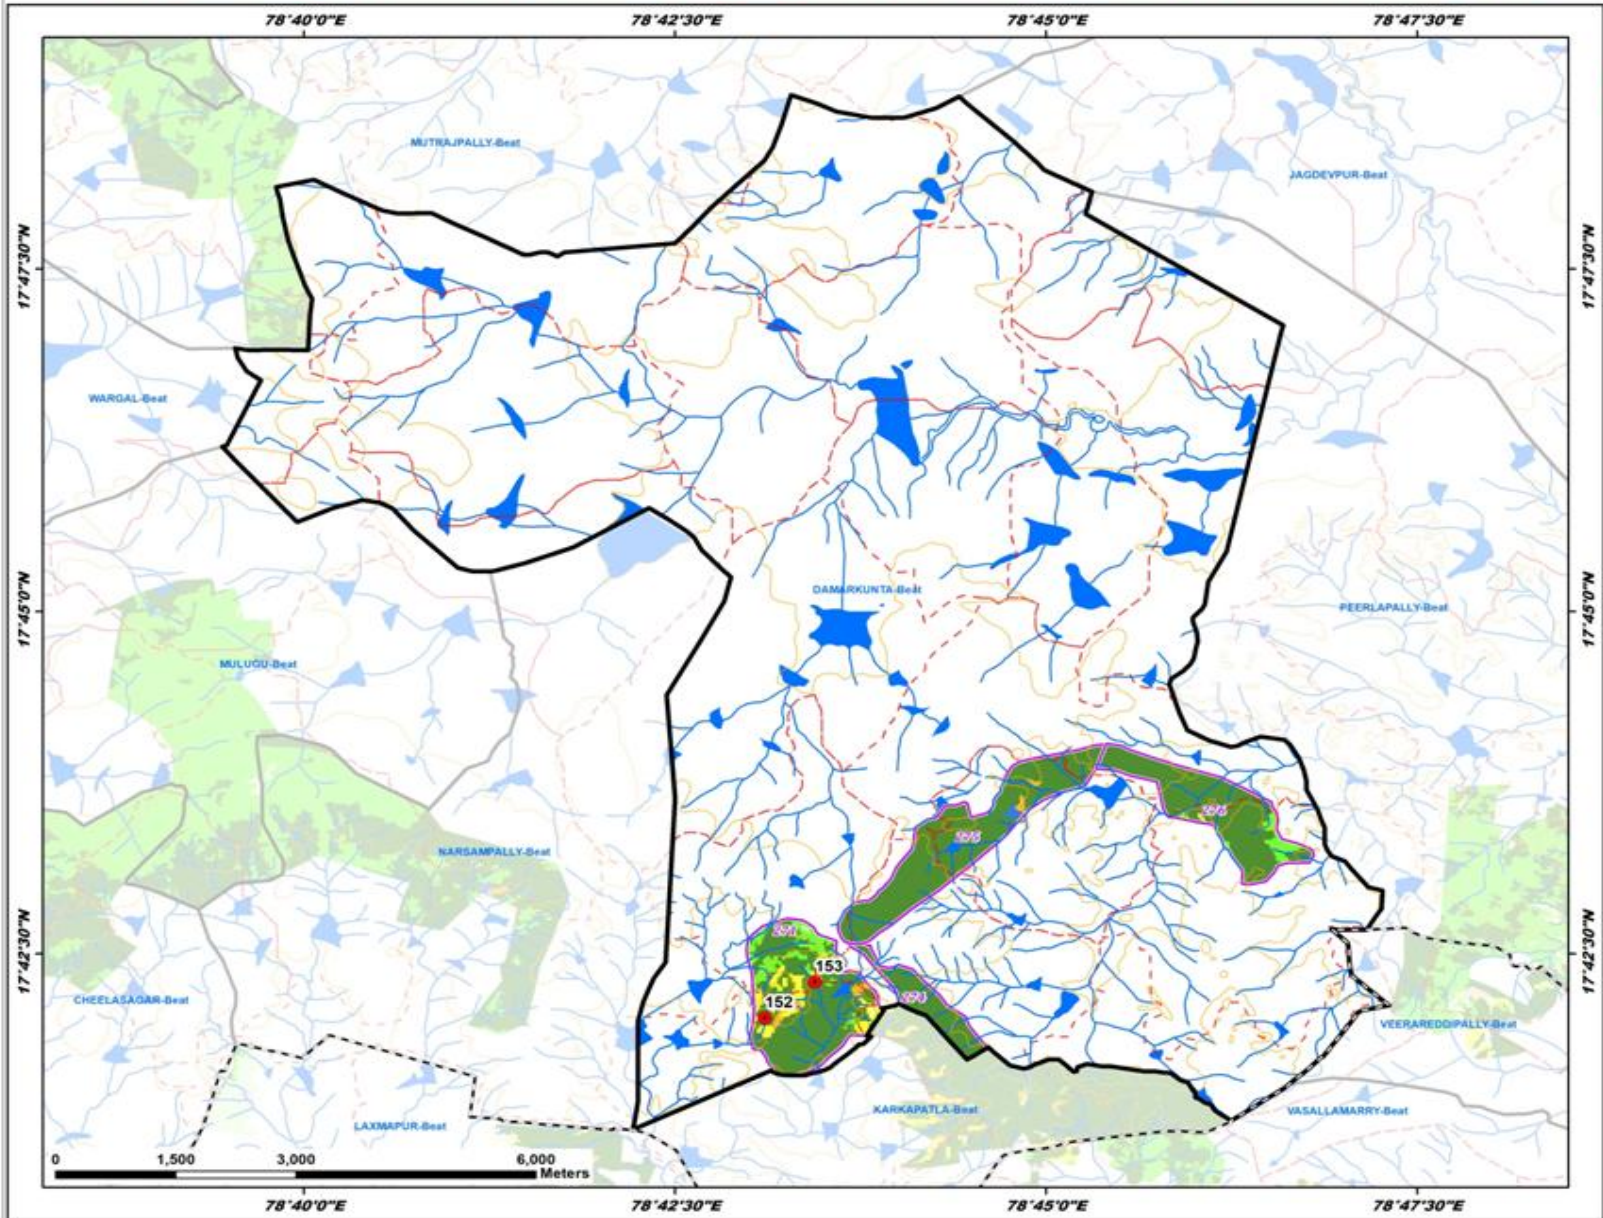 78°40'0"E 78°42'30"E 78°45'0"E 78°47'30"E
MUTRAJPALLY-Beat
JAGDEVPUR-Beat
17°47'30"N 17°47'30"N
WARGAL-Beat
DAMARKUNTA-Beat
17°45'0"N 17°45'0"N
PEERLAPALLY-Beat
MULUGU-Beat
276
275
NARSAMPALLY-Beat
17°42'30"N 17°42'30"N
153
152
274
CHEELASAGAR-Beat
VEERAREDDIPALLY-Beat
KARKAPATLA-Beat
VASALLAMARRY-Beat
LAXMAPUR-Beat
0 1,500 3,000 6,000
Meters
78°40'0"E 78°42'30"E 78°45'0"E 78°47'30"E